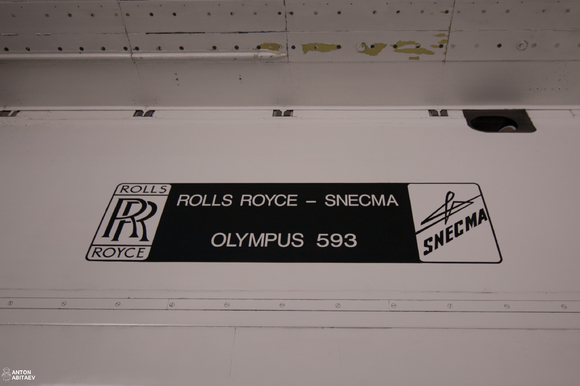 ROLLS
RR
ROYCE
ROLLS ROYCE – SNECMA
OLYMPUS 593
SNECMA
ANTON
ABITAEV